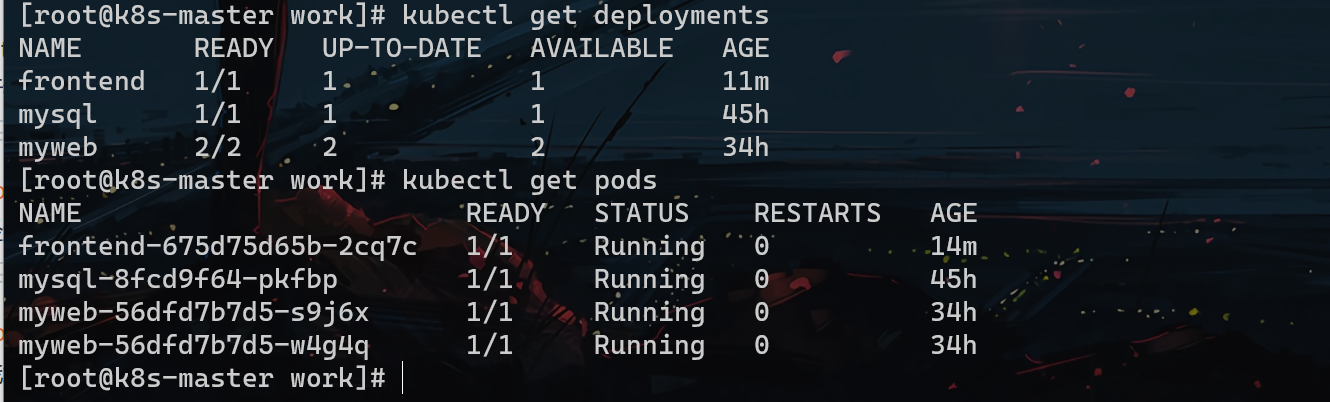 [root@k8s-master work]# kubectl get deployments
NAME       READY   UP-TO-DATE   AVAILABLE   AGE
frontend   1/1     1            1           11m
mysql      1/1     1            1           45h
myweb      2/2     2            2           34h
[root@k8s-master work]# kubectl get pods
NAME                        READY   STATUS    RESTARTS   AGE
frontend-675d75d65b-2cq7c   1/1     Running   0          14m
mysql-8fcd9f64-pkfbp        1/1     Running   0          45h
myweb-56dfd7b7d5-s9j6x      1/1     Running   0          34h
myweb-56dfd7b7d5-w4g4q      1/1     Running   0          34h
[root@k8s-master work]#